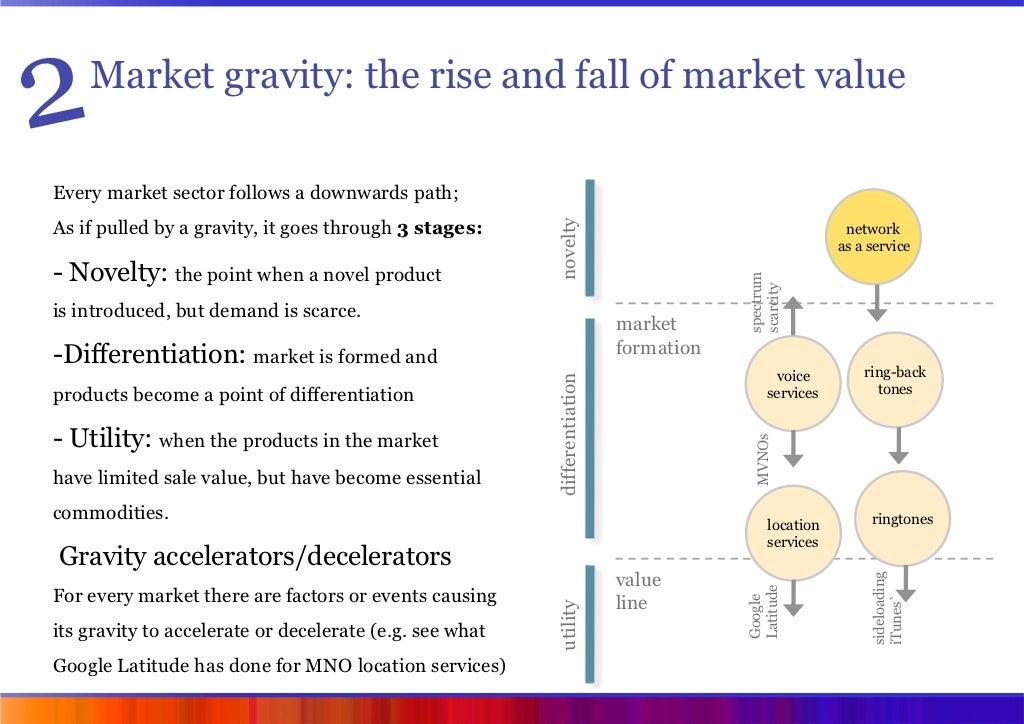 2
Market gravity: the rise and fall of market value
Every market sector follows a downwards path;
As if pulled by a gravity, it goes through 3 stages:
- Novelty: the point when a novel product
is introduced, but demand is scarce.
-Differentiation: market is formed and
products become a point of differentiation
- Utility: when the products in the market
have limited sale value, but have become essential
commodities.
Gravity accelerators/decelerators
For every market there are factors or events causing
its gravity to accelerate or decelerate (e.g. see what
Google Latitude has done for MNO location services)
novelty
differentiation
utility
network
as a service
spectrum
scarcity
market
formation
voice
services
ring-back
tones
MVNOs
location
services
ringtones
value
line
Google
Latitude
sideloading
iTunes`